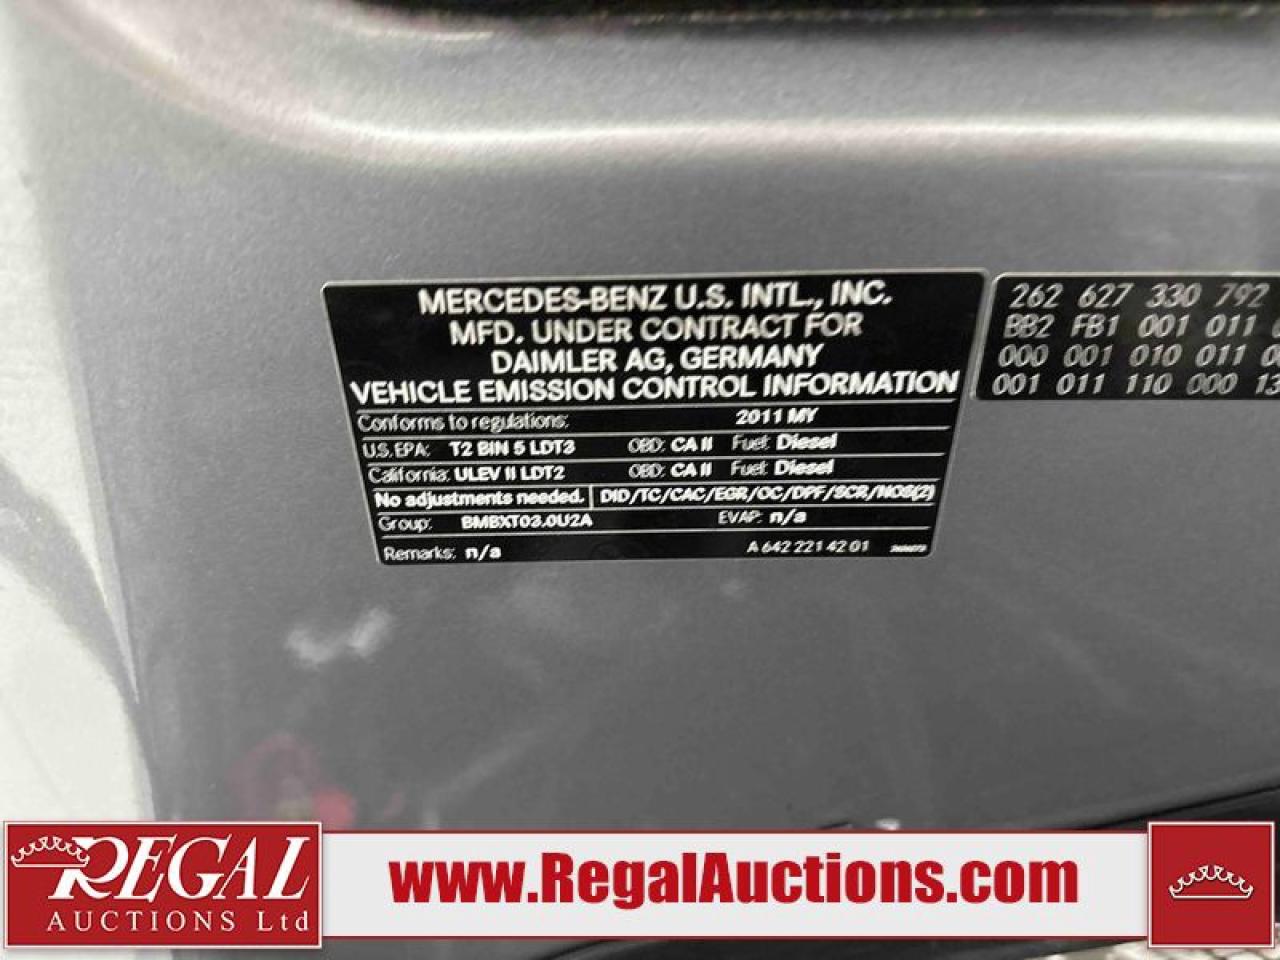 MERCEDES-BENZ U.S. INTL., INC.
MFD. UNDER CONTRACT FOR
DAIMLER AG, GERMANY
VEHICLE EMISSION CONTROL INFORMATION
Conforms to regulations: 2011 MY
U.S. EPA: T2 BIN 5 LDT3 OBD: CA II Fuel: Diesel
California: ULEV II LDT2 OBD: CA II Fuel: Diesel
No adjustments needed. DID/TC/CAC/EGR/OC/DPF/SCR/NOS(2)
Group: BMBXT03.0U2A EVAP: n/a
Remarks: n/a A 642 221 42 01
262 627 330 792
BB2 FB1 001 011
000 001 010 011
001 011 110 000 13
REGAL
AUCTIONS Ltd
www.RegalAuctions.com